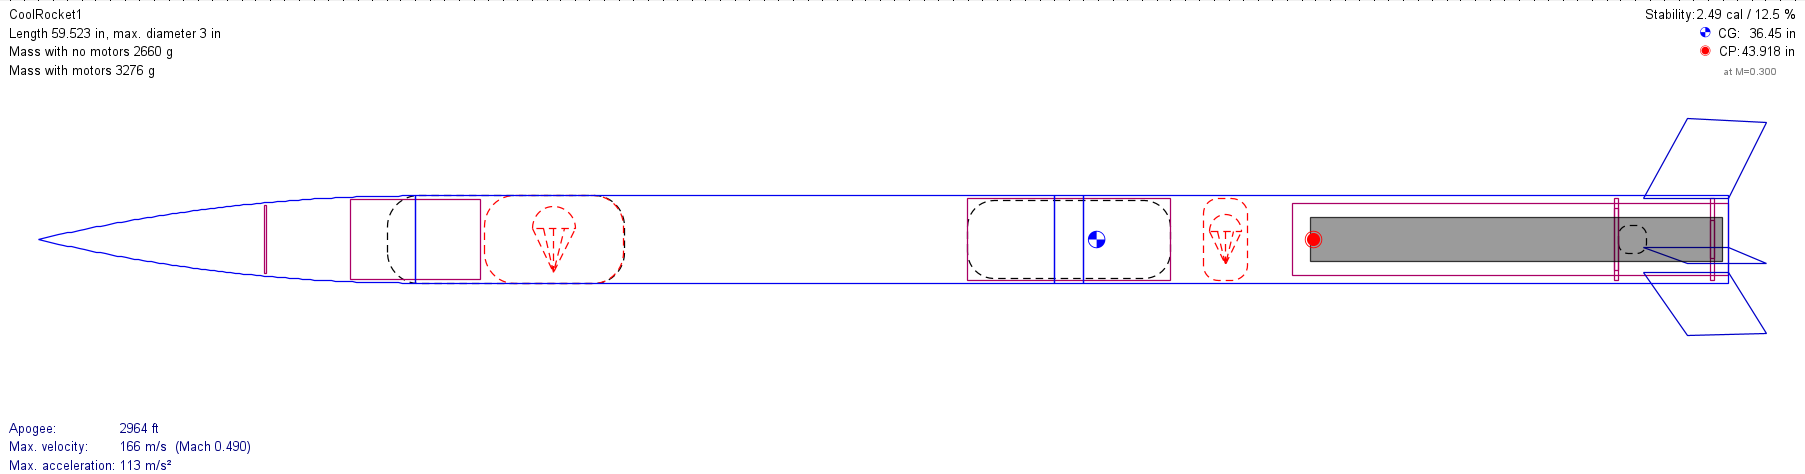 CoolRocket1
Length 59.523 in, max. diameter 3 in
Mass with no motors 2660 g
Mass with motors 3276 g
Stability: 2.49 cal / 12.5 %
CG: 36.45 in
CP: 43.918 in
at M=0.300
Apogee: 2964 ft
Max. velocity: 166 m/s (Mach 0.490)
Max. acceleration: 113 m/s²